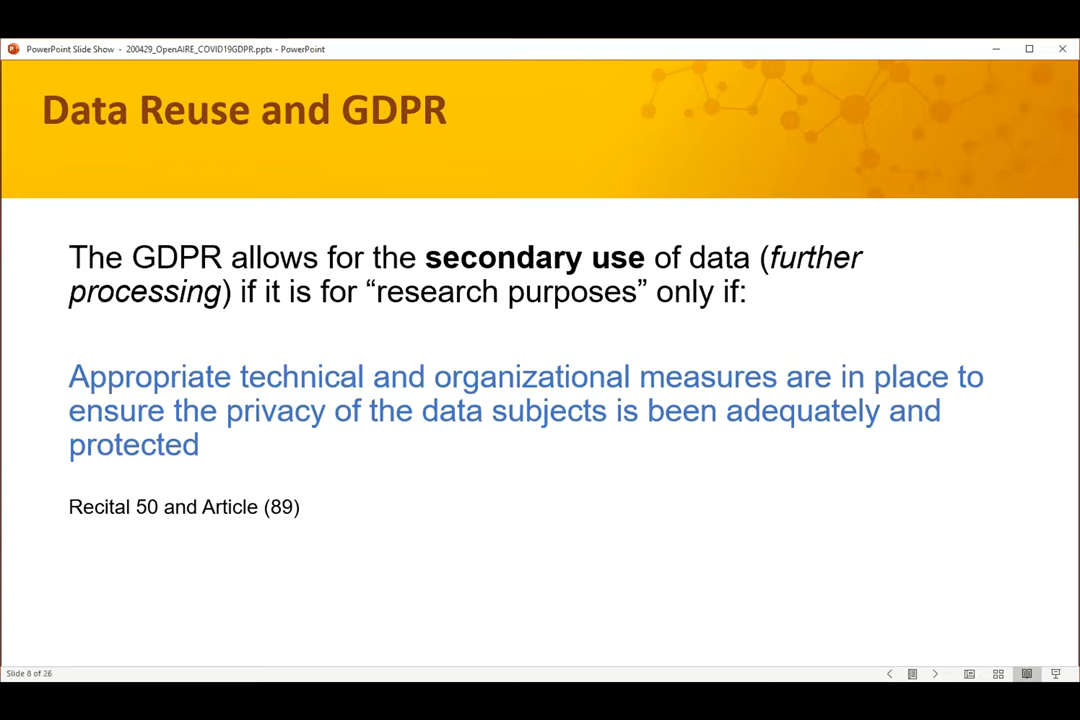 PowerPoint Slide Show - 200429_OpenAIRE_COVID19GDPR.pptx - PowerPoint
Data Reuse and GDPR
The GDPR allows for the secondary use of data (further
processing) if it is for “research purposes” only if:
Appropriate technical and organizational measures are in place to
ensure the privacy of the data subjects is been adequately and
protected
Recital 50 and Article (89)
Slide 8 of 26